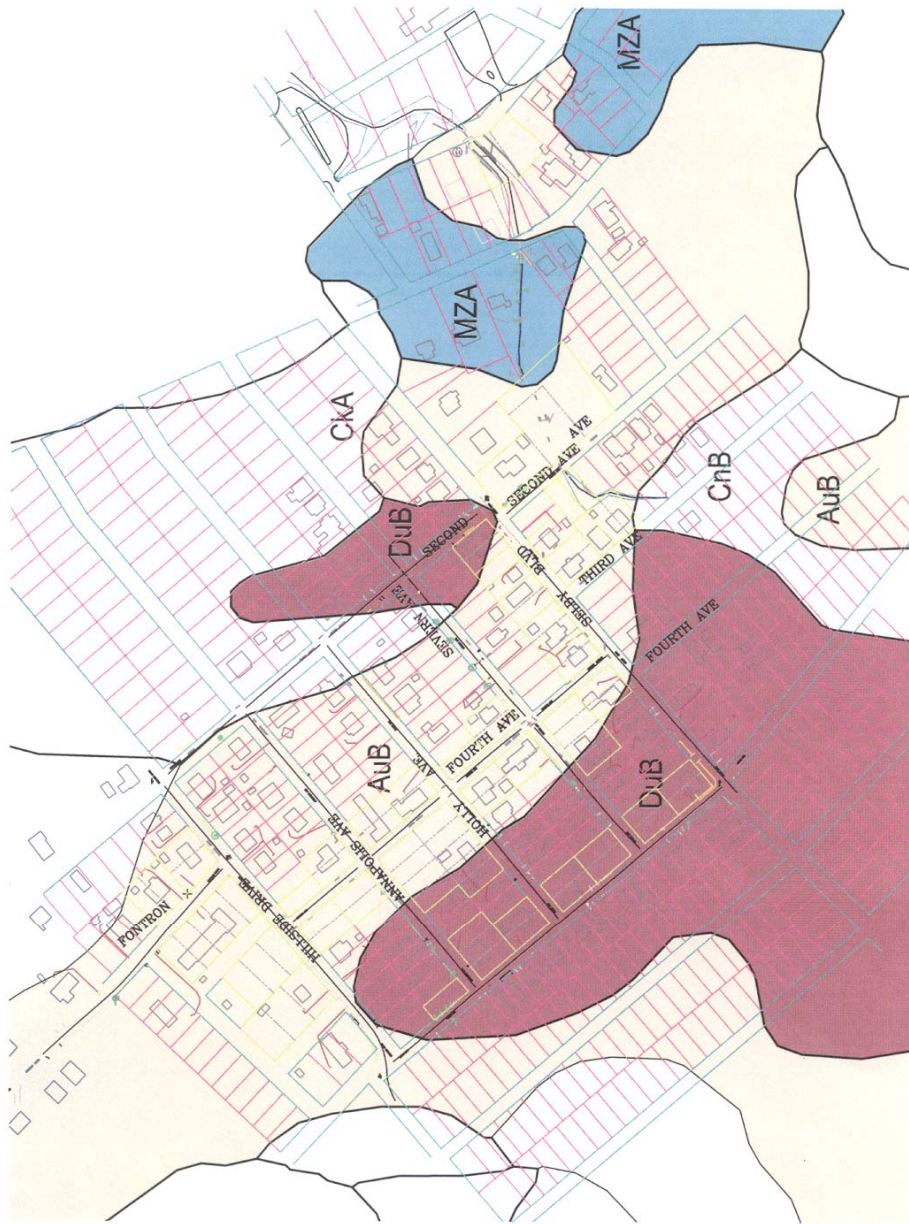 MZA
MZA
CkA
DuB
SECOND
SECOND AVE
AVE
SEVERN
AVE
BLVD
SELBY
THIRD AVE
CnB
AuB
FOURTH AVE
AuB
FOURTH AVE
AVE
HOLLY
DuB
ANNAPOLIS AVE
HILLSIDE DRIVE
FONTRON